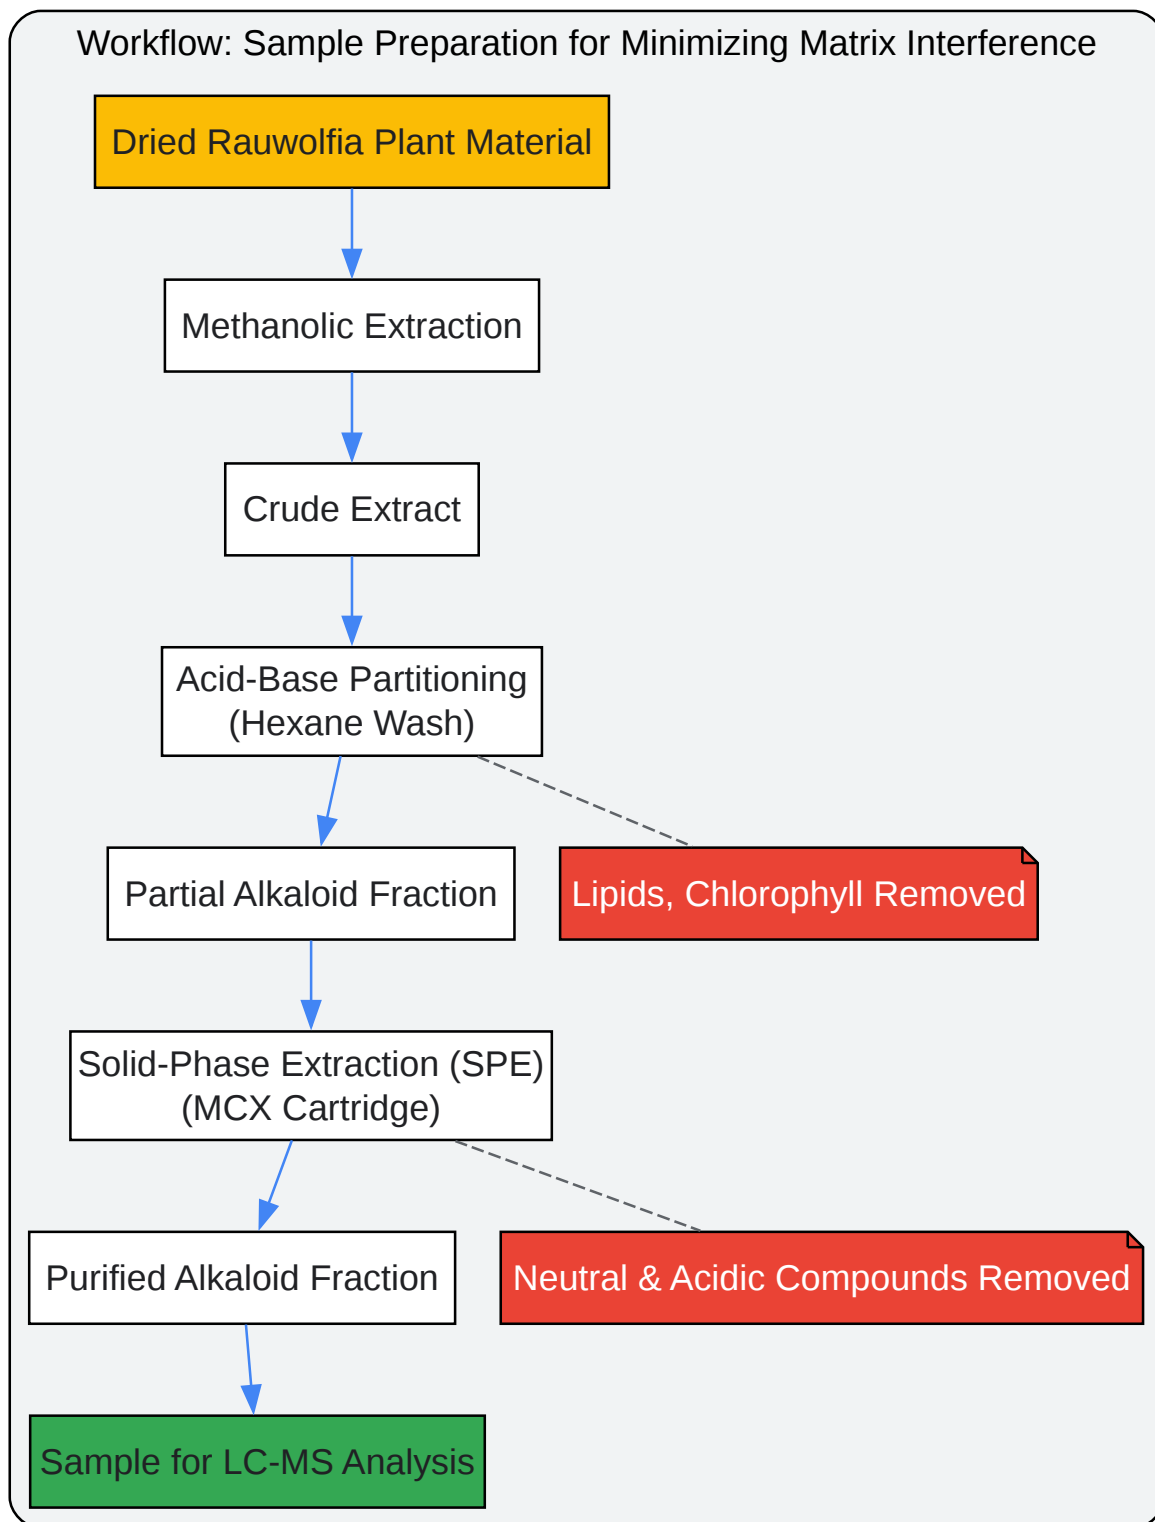 Workflow: Sample Preparation for Minimizing Matrix Interference
Dried Rauwolfia Plant Material
Methanolic Extraction
Crude Extract
Acid-Base Partitioning
(Hexane Wash)
Partial Alkaloid Fraction
Lipids, Chlorophyll Removed
Solid-Phase Extraction (SPE)
(MCX Cartridge)
Purified Alkaloid Fraction
Neutral & Acidic Compounds Removed
Sample for LC-MS Analysis